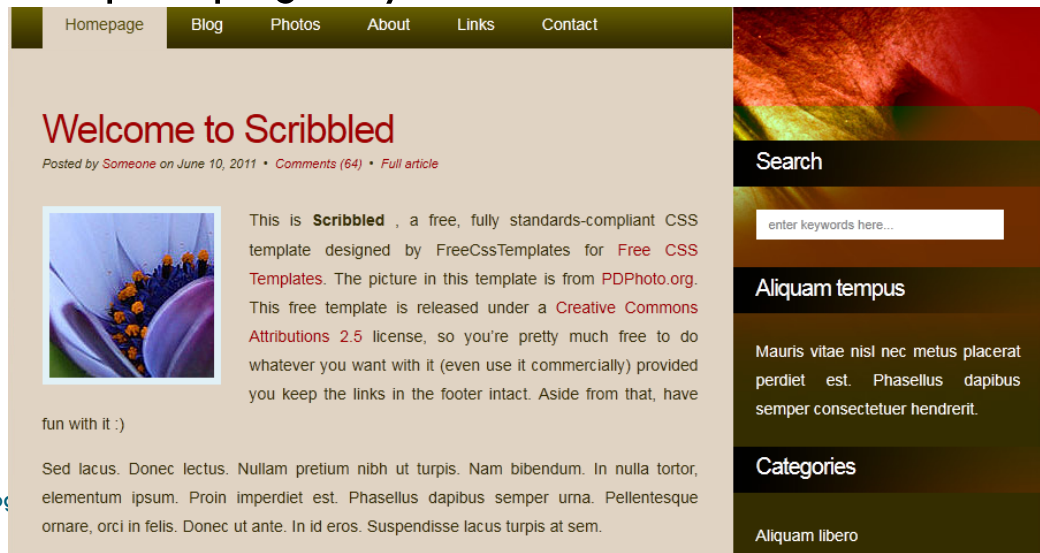 Homepage Blog Photos About Links Contact
Welcome to Scribbled
Posted by Someone on June 10, 2011 • Comments (64) • Full article
This is Scribbled , a free, fully standards-compliant CSS
template designed by FreeCssTemplates for Free CSS
Templates. The picture in this template is from PDPhoto.org.
This free template is released under a Creative Commons
Attributions 2.5 license, so you're pretty much free to do
whatever you want with it (even use it commercially) provided
you keep the links in the footer intact. Aside from that, have
fun with it :)
Sed lacus. Donec lectus. Nullam pretium nibh ut turpis. Nam bibendum. In nulla tortor,
elementum ipsum. Proin imperdiet est. Phasellus dapibus semper urna. Pellentesque
ornare, orci in felis. Donec ut ante. In id eros. Suspendisse lacus turpis at sem.
Search
enter keywords here...
Aliquam tempus
Mauris vitae nisl nec metus placerat
perdiet est. Phasellus dapibus
semper consectetuer hendrerit.
Categories
Aliquam libero